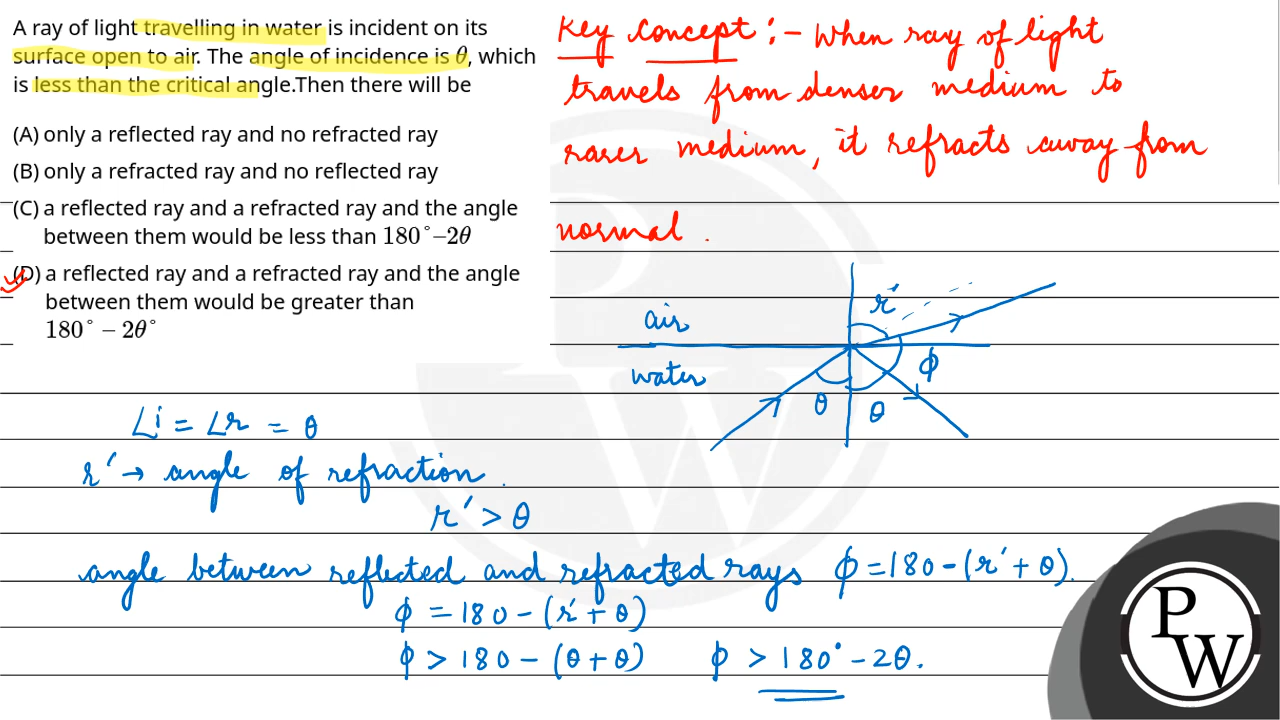 A ray of light travelling in water is incident on its
surface open to air. The angle of incidence is θ, which
is less than the critical angle.Then there will be
(A) only a reflected ray and no refracted ray
(B) only a refracted ray and no reflected ray
(C) a reflected ray and a refracted ray and the angle
between them would be less than 180°–2θ
(D) a reflected ray and a refracted ray and the angle
between them would be greater than
180° – 2θ°
Key Concept :- When ray of light
travels from denser medium to
rarer medium, it refracts away from
normal.
air
r'
water
ϕ
θ
θ
∠i = ∠r = θ
r' → angle of refraction.
r' > θ
angle between reflected and refracted rays ϕ = 180 - (r' + θ).
ϕ = 180 - (r' + θ)
ϕ > 180 - (θ + θ) ϕ > 180° - 2θ.
P
W
PW